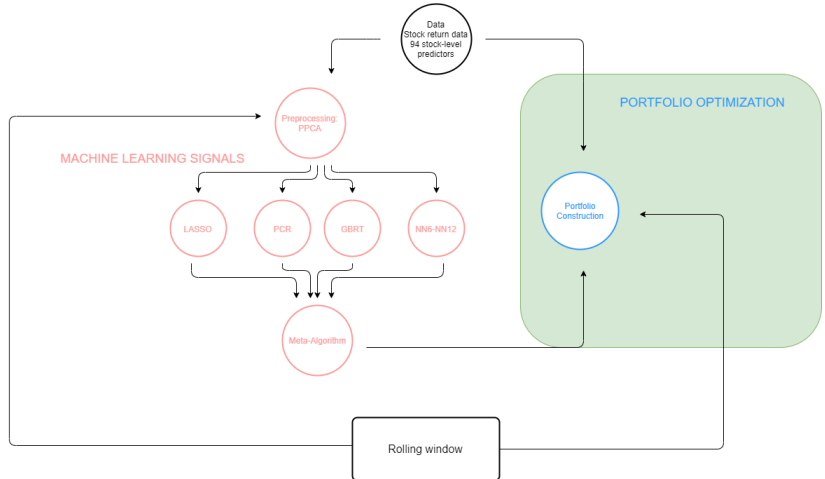 Data
Stock return data
94 stock-level
predictors
PORTFOLIO OPTIMIZATION
Preprocessing:
PPCA
MACHINE LEARNING SIGNALS
Portfolio
Construction
LASSO
PCR
GBRT
NN6-NN12
Meta-Algorithm
Rolling window